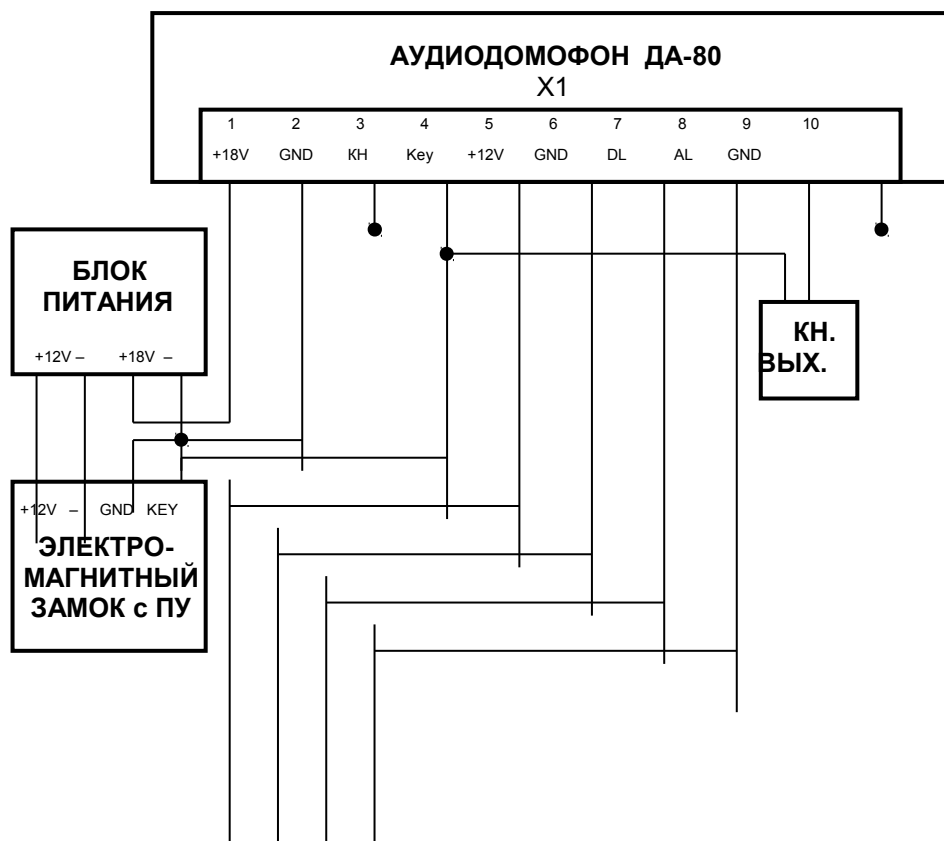 АУДИОДОМОФОН ДА-80
X1
1 2 3 4 5 6 7 8 9 10
+18V GND КН Key +12V GND DL AL GND
БЛОК
ПИТАНИЯ
+12V – +18V –
КН.
ВЫХ.
+12V – GND KEY
ЭЛЕКТРО-
МАГНИТНЫЙ
ЗАМОК с ПУ